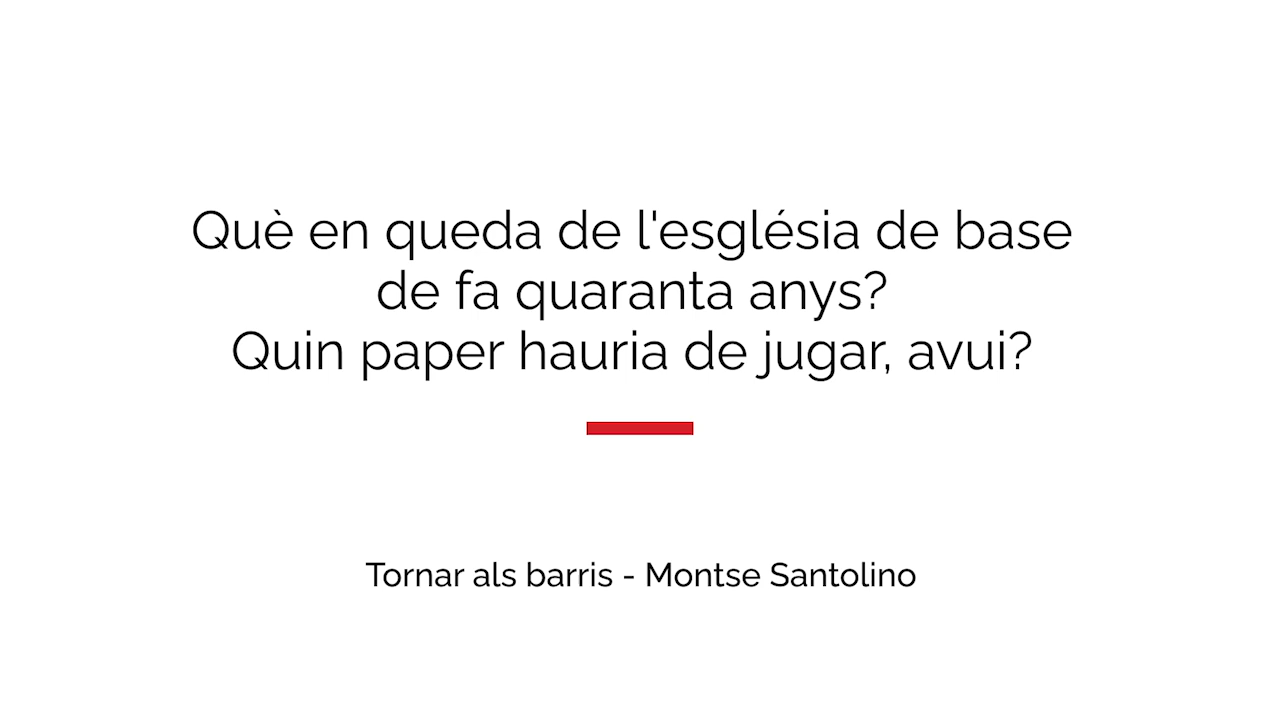 Què en queda de l'església de base
de fa quaranta anys?
Quin paper hauria de jugar, avui?
Tornar als barris - Montse Santolino